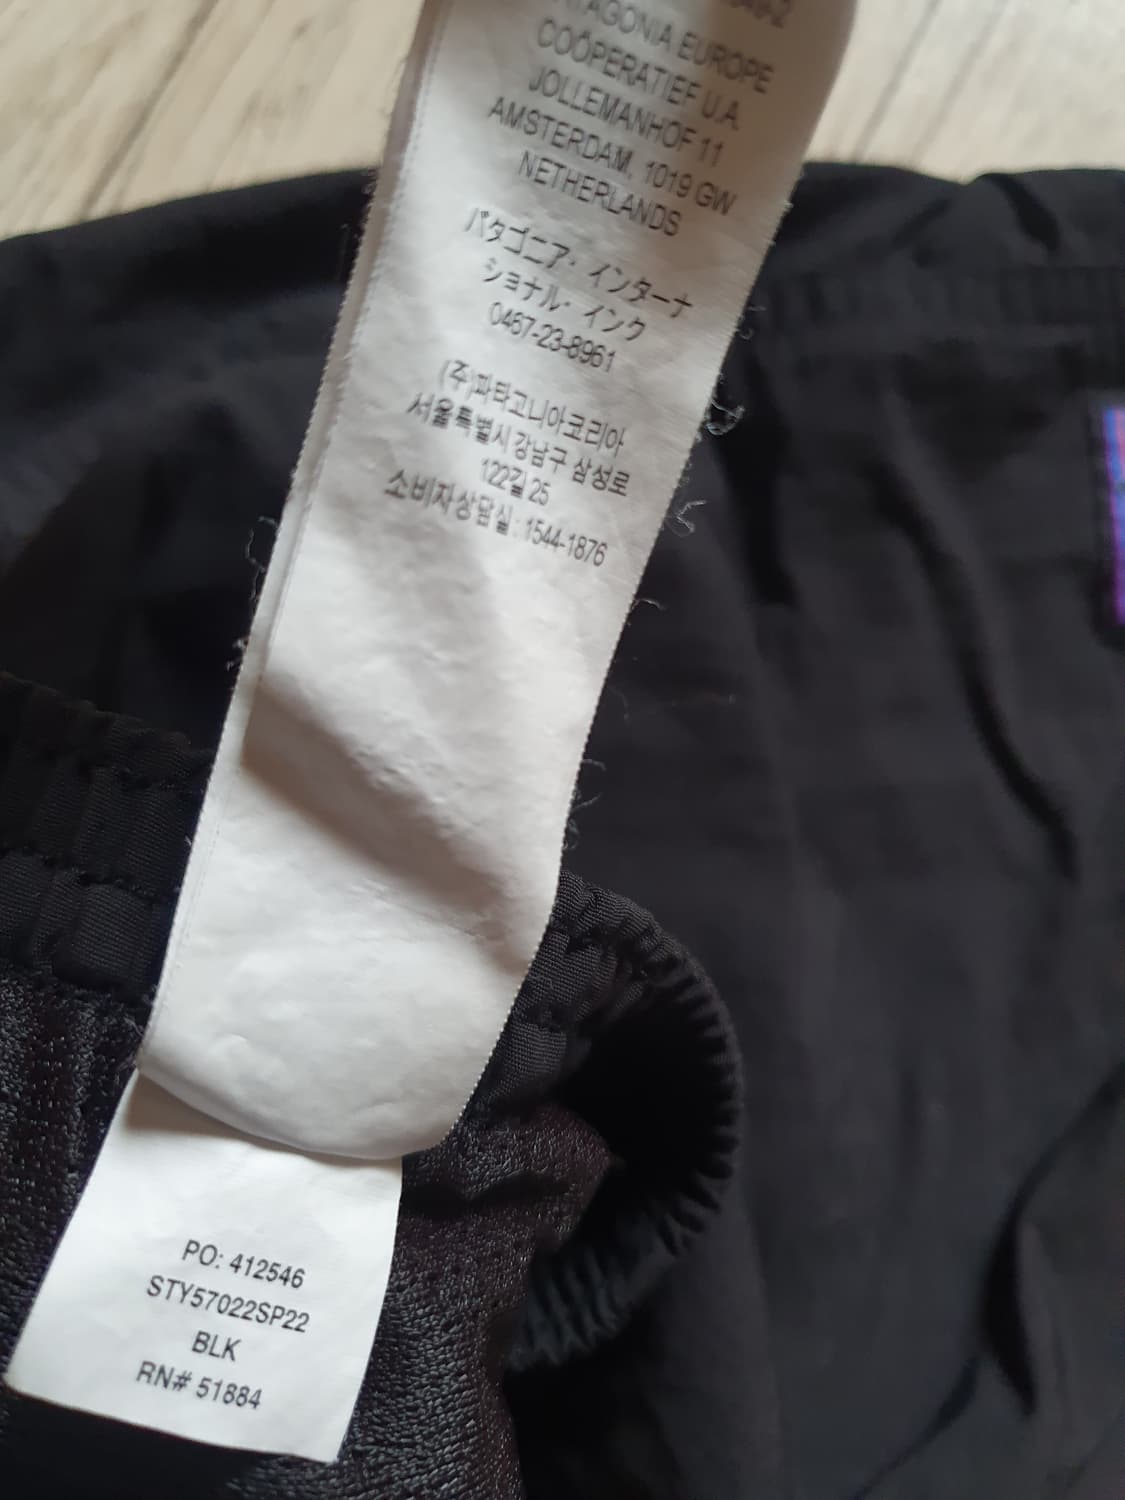 PATAGONIA EUROPE
COÖPERATIEF U.A.
JOLLEMANHOF 11
AMSTERDAM, 1019 GW
NETHERLANDS
パタゴニア・インターナ
ショナル・インク
0467-23-8961
(주)파타고니아코리아
서울특별시 강남구 삼성로
122길 25
소비자상담실 : 1544-1876
PO: 412546
STY57022SP22
BLK
RN# 51884